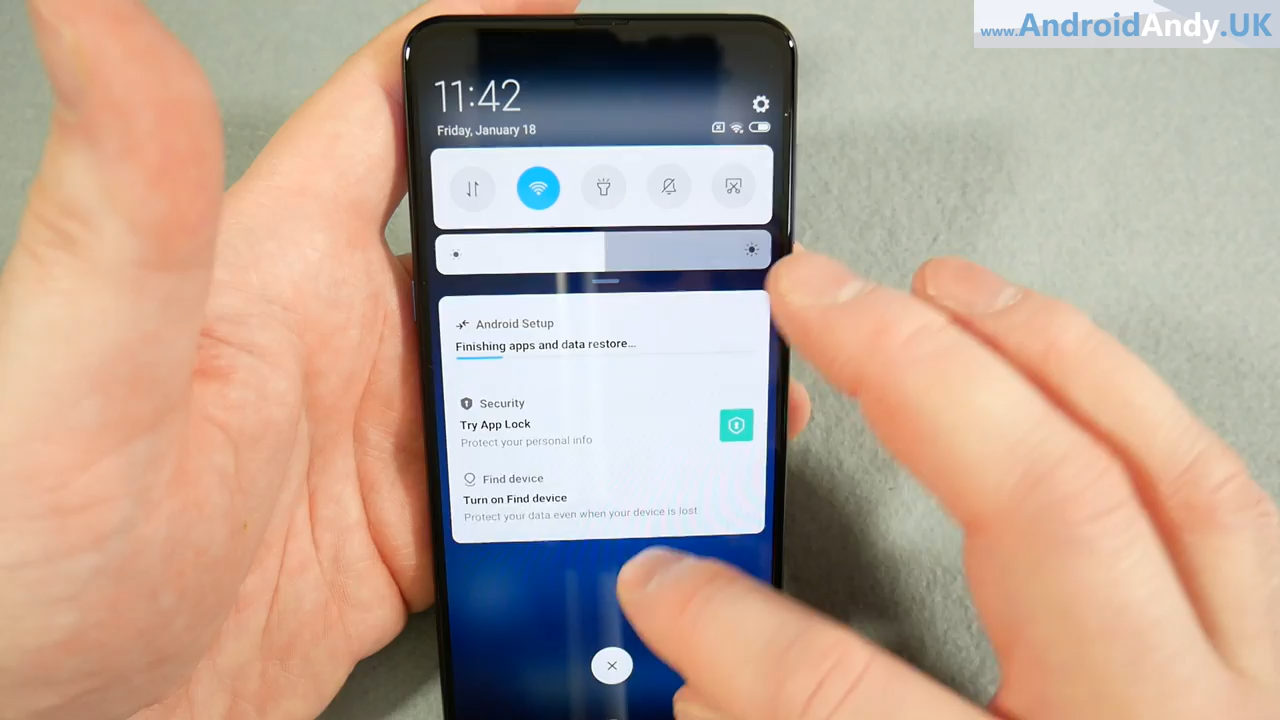 www.AndroidAndy.UK
11:42
Friday, January 18
Android Setup
Finishing apps and data restore...
Security
Try App Lock
Protect your personal info
Find device
Turn on Find device
Protect your data even when your device is lost